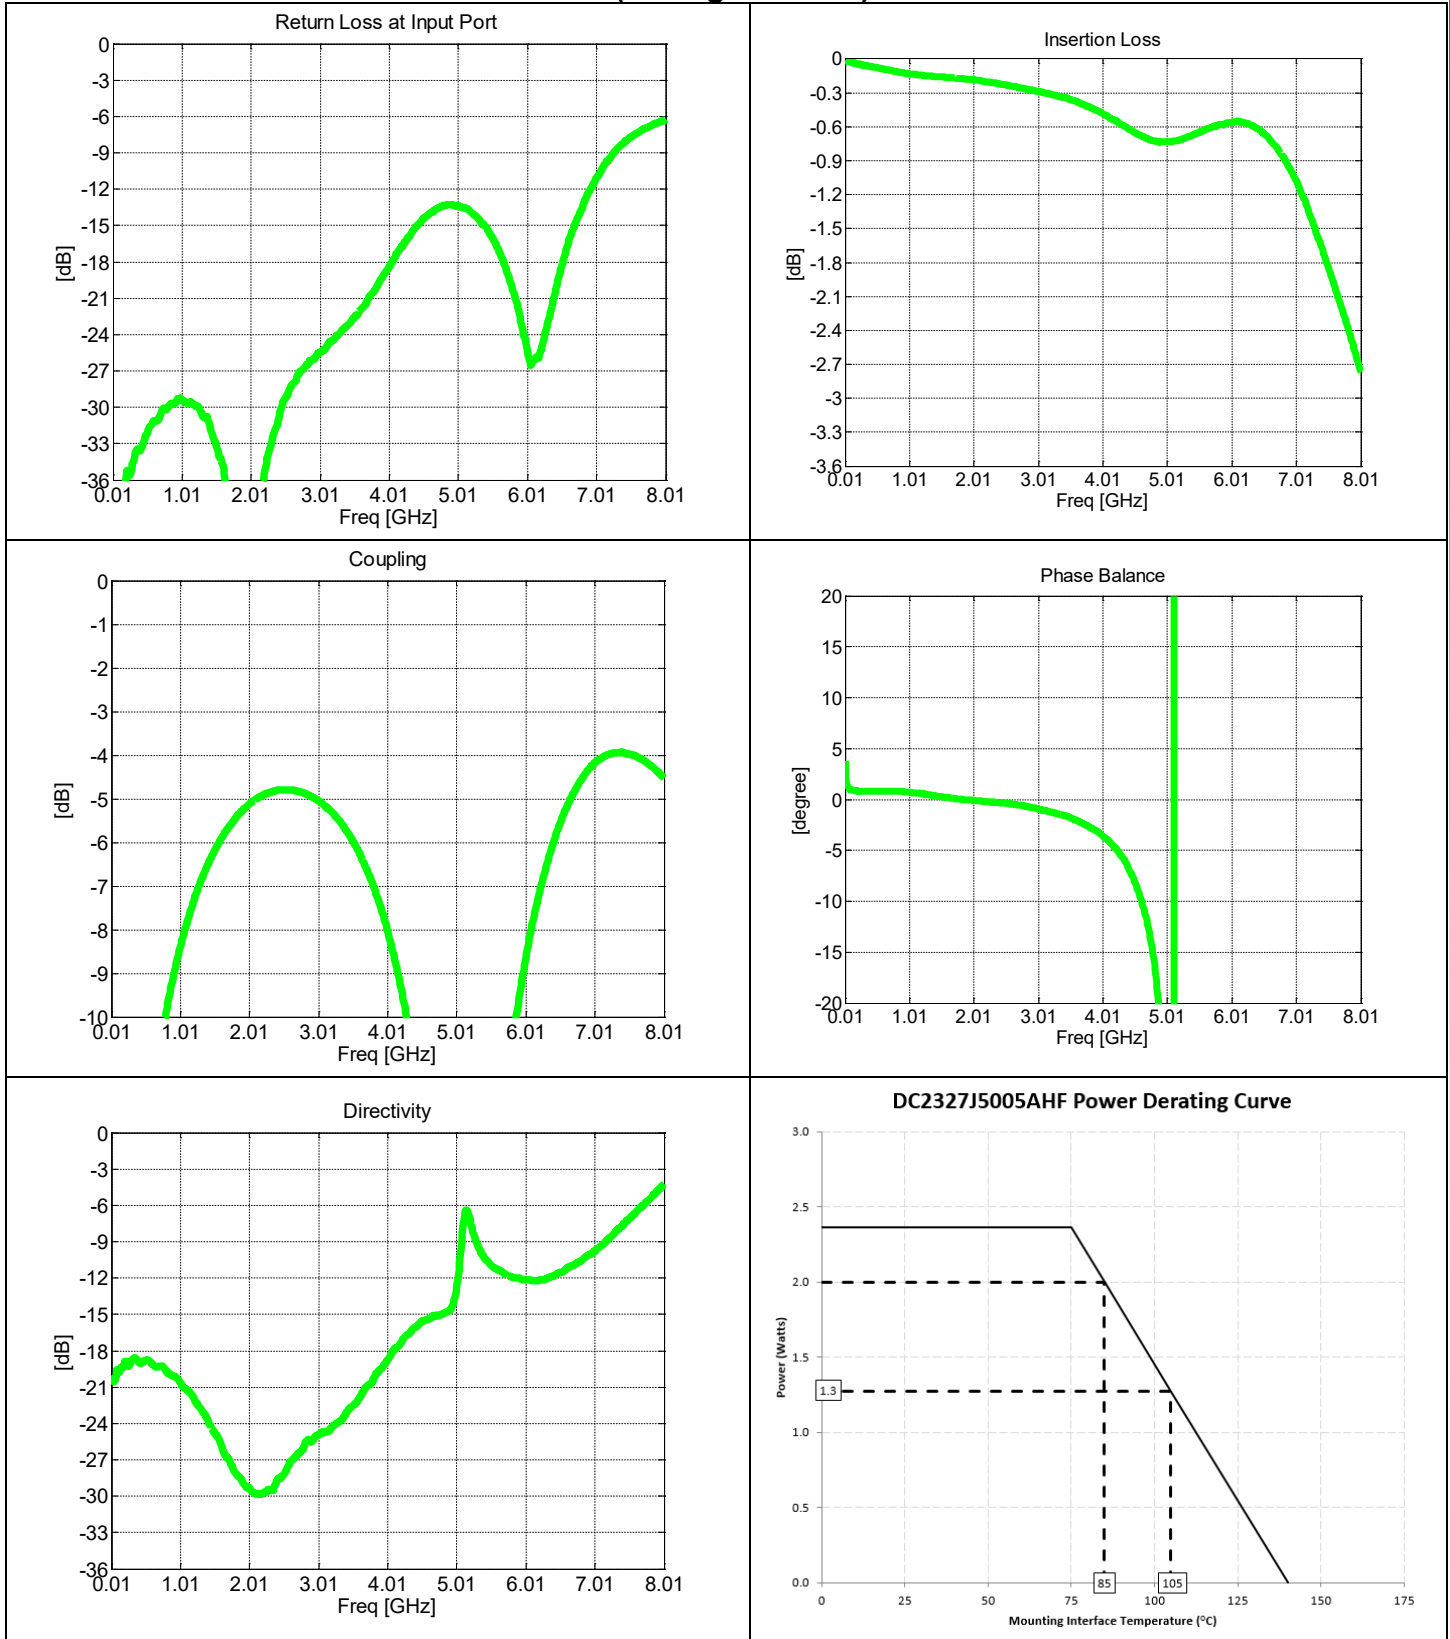 Return Loss at Input Port
0
-3
-6
-9
-12
-15
-18
-21
-24
-27
-30
-33
-36
[dB]
0.01 1.01 2.01 3.01 4.01 5.01 6.01 7.01 8.01
Freq [GHz]
Insertion Loss
0
-0.3
-0.6
-0.9
-1.2
-1.5
-1.8
-2.1
-2.4
-2.7
-3
-3.3
-3.6
[dB]
0.01 1.01 2.01 3.01 4.01 5.01 6.01 7.01 8.01
Freq [GHz]
Coupling
0
-1
-2
-3
-4
-5
-6
-7
-8
-9
-10
[dB]
0.01 1.01 2.01 3.01 4.01 5.01 6.01 7.01 8.01
Freq [GHz]
Phase Balance
20
15
10
5
0
-5
-10
-15
-20
[degree]
0.01 1.01 2.01 3.01 4.01 5.01 6.01 7.01 8.01
Freq [GHz]
Directivity
0
-3
-6
-9
-12
-15
-18
-21
-24
-27
-30
-33
-36
[dB]
0.01 1.01 2.01 3.01 4.01 5.01 6.01 7.01 8.01
Freq [GHz]
DC2327J5005AHF Power Derating Curve
3.0
2.5
2.0
1.5
1.3
1.0
0.5
0.0
Power (Watts)
85 105
0 25 50 75 100 125 150 175
Mounting Interface Temperature (°C)